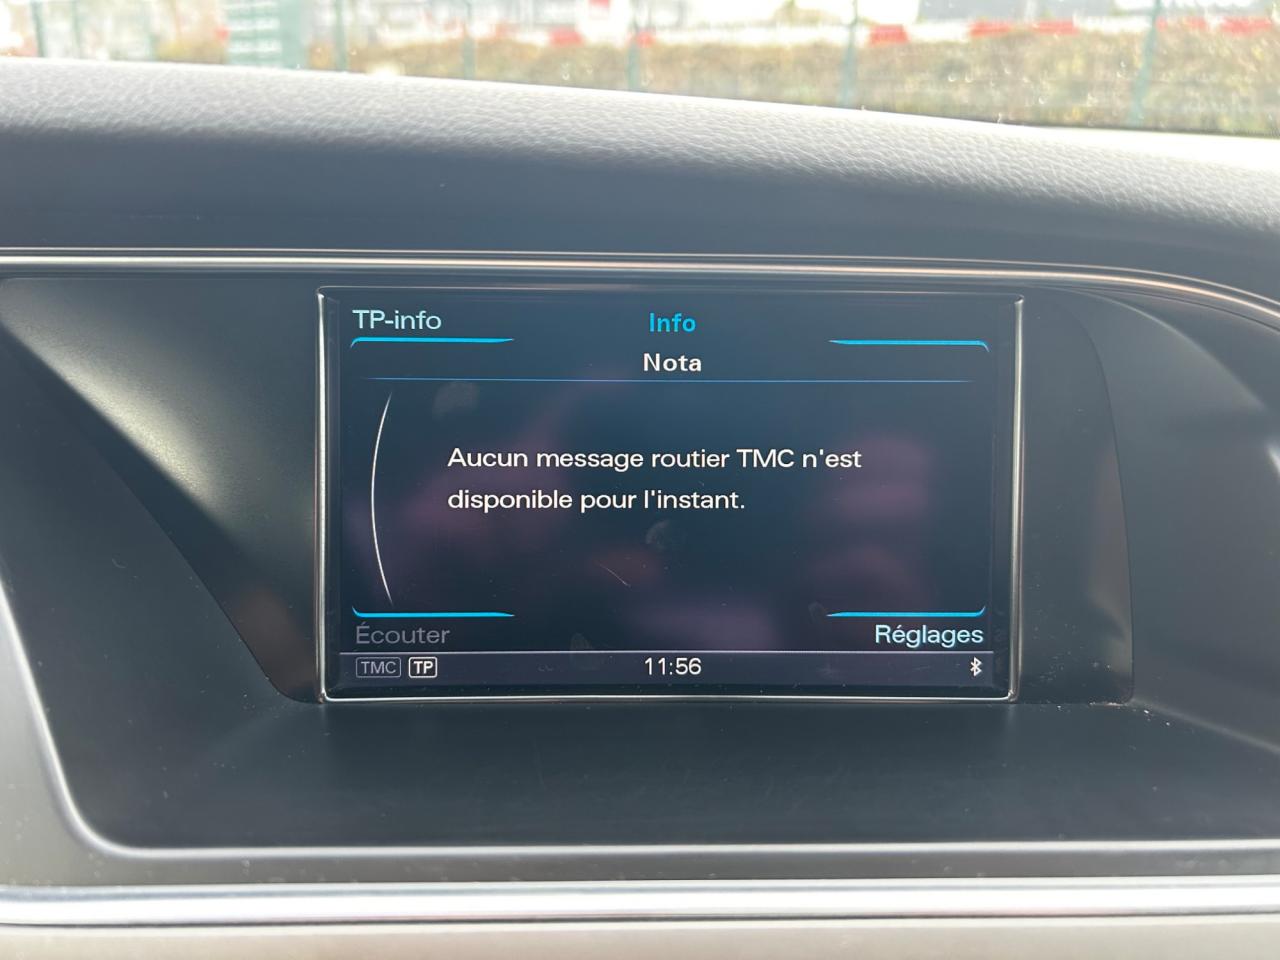 TP-info
Info
Nota
Aucun message routier TMC n'est
disponible pour l'instant.
Écouter
Réglages
TMC TP
11:56